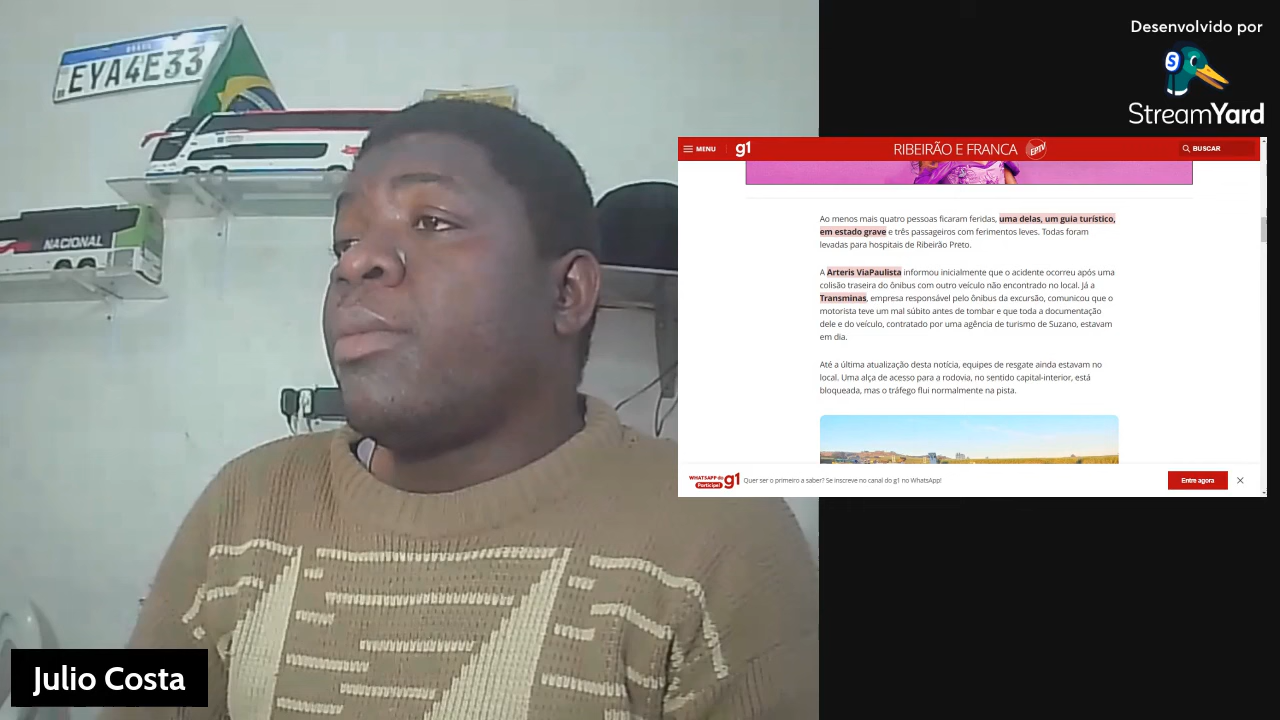 BRASIL
EYA4E33
NACIONAL
Julio Costa
Desenvolvido por
S
StreamYard
MENU
g1
RIBEIRÃO E FRANCA
EPTV
BUSCAR
Ao menos mais quatro pessoas ficaram feridas, uma delas, um guia turístico,
em estado grave e três passageiros com ferimentos leves. Todas foram
levadas para hospitais de Ribeirão Preto.
A Arteris ViaPaulista informou inicialmente que o acidente ocorreu após uma
colisão traseira do ônibus com outro veículo não encontrado no local. Já a
Transminas, empresa responsável pelo ônibus da excursão, comunicou que o
motorista teve um mal súbito antes de tombar e que toda a documentação
dele e do veículo, contratado por uma agência de turismo de Suzano, estavam
em dia.
Até a última atualização desta notícia, equipes de resgate ainda estavam no
local. Uma alça de acesso para a rodovia, no sentido capital-interior, está
bloqueada, mas o tráfego flui normalmente na pista.
WHATSAPP do
Participe!
g1
Quer ser o primeiro a saber? Se inscreve no canal do g1 no WhatsApp!
Entre agora